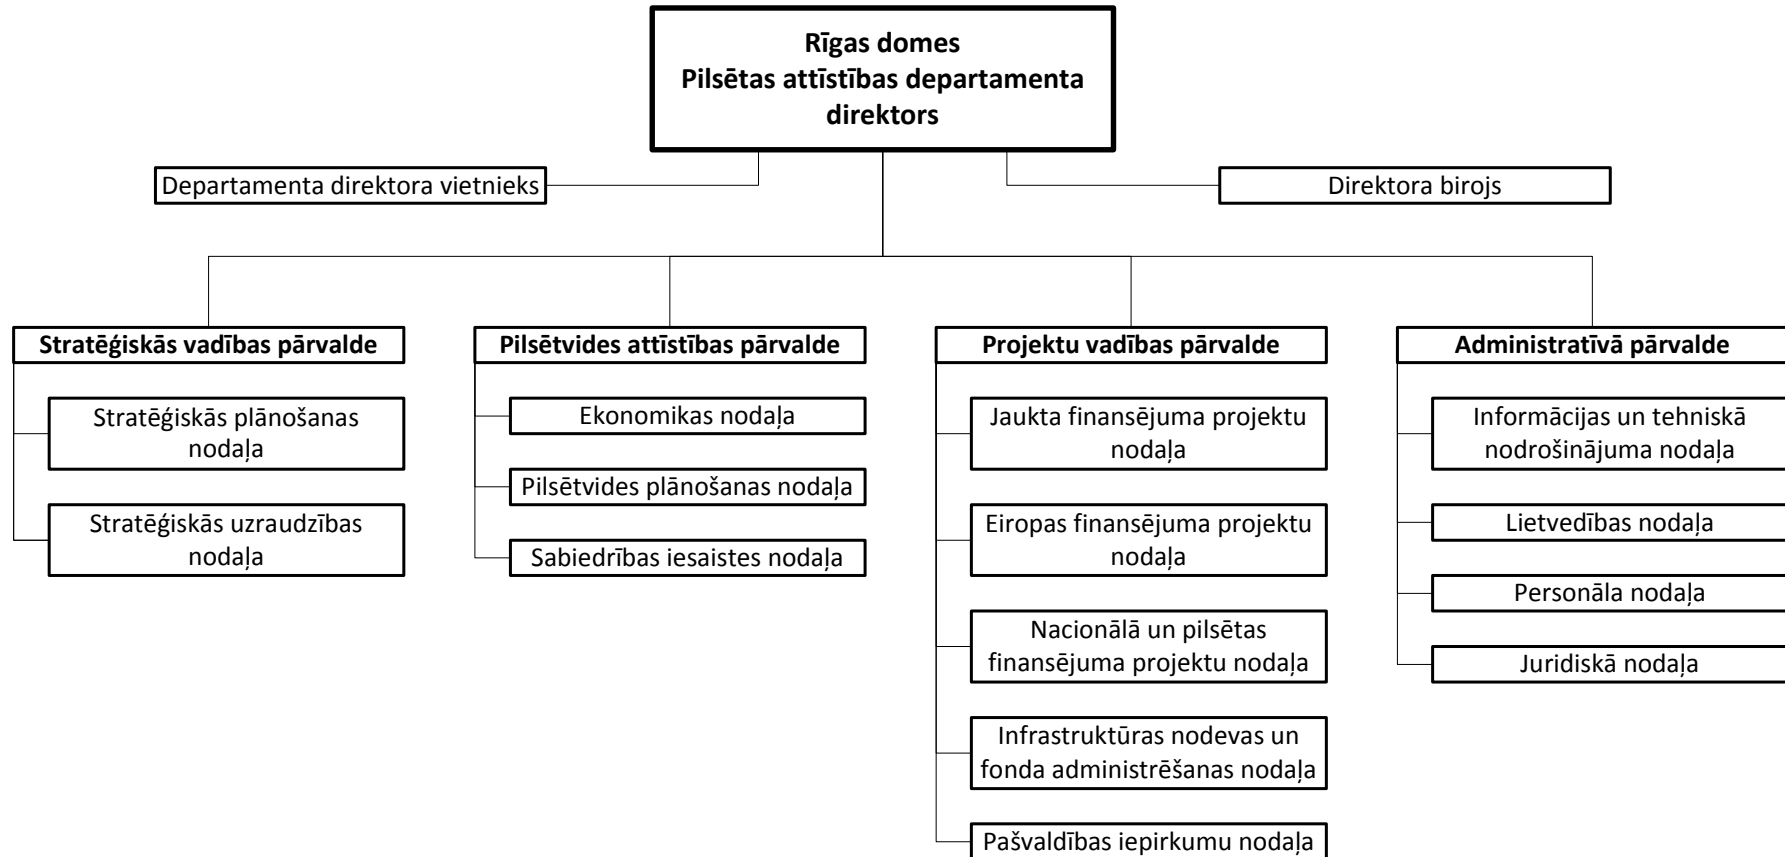 Rīgas domes
Pilsētas attīstības departamenta
direktors
Departamenta direktora vietnieks
Direktora birojs
Stratēģiskās vadības pārvalde
Stratēģiskās plānošanas
nodaļa
Stratēģiskās uzraudzības
nodaļa
Pilsētvides attīstības pārvalde
Ekonomikas nodaļa
Pilsētvides plānošanas nodaļa
Sabiedrības iesaistes nodaļa
Projektu vadības pārvalde
Jaukta finansējuma projektu
nodaļa
Eiropas finansējuma projektu
nodaļa
Nacionālā un pilsētas
finansējuma projektu nodaļa
Infrastruktūras nodevas un
fonda administrēšanas nodaļa
Pašvaldības iepirkumu nodaļa
Administratīvā pārvalde
Informācijas un tehniskā
nodrošinājuma nodaļa
Lietvedības nodaļa
Personāla nodaļa
Juridiskā nodaļa